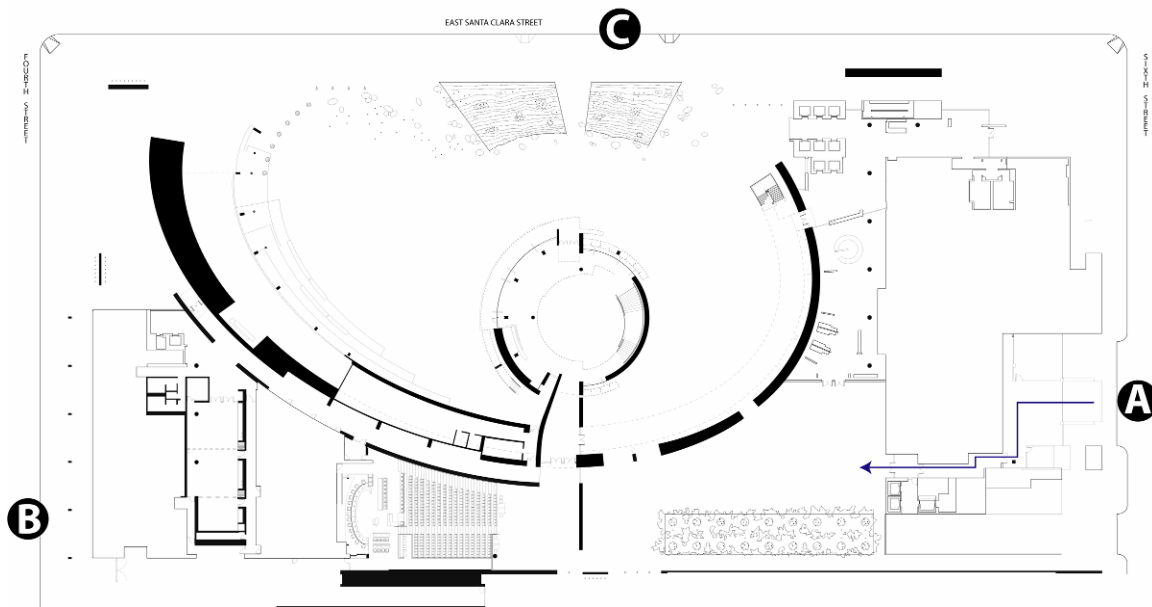 EAST SANTA CLARA STREET
C
FOURTH STREET
SIXTH STREET
A
B